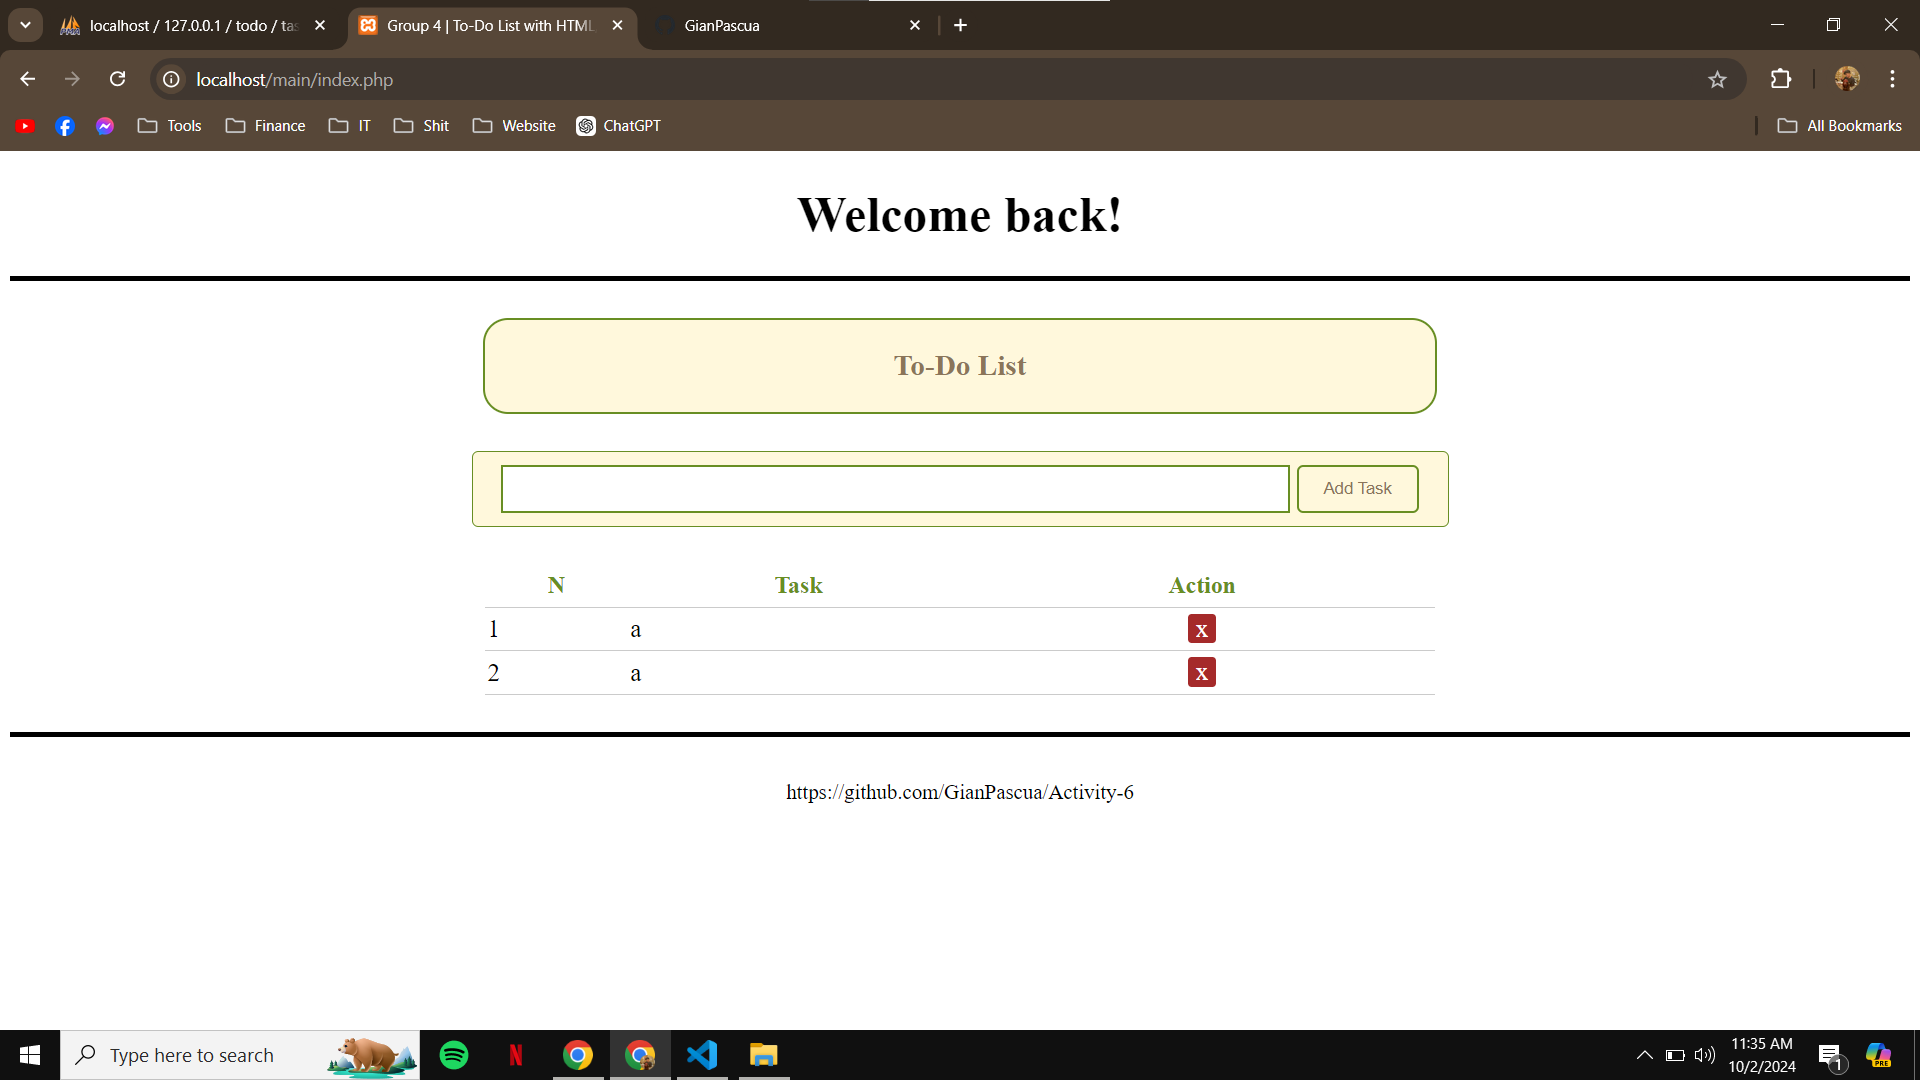 localhost / 127.0.0.1 / todo / tas
Group 4 | To-Do List with HTML
GianPascua
localhost/main/index.php
Tools
Finance
IT
Shit
Website
ChatGPT
All Bookmarks
Welcome back!
To-Do List
Add Task
N Task Action
1 a x
2 a x
https://github.com/GianPascua/Activity-6
Type here to search
11:35 AM
10/2/2024
1
PRE